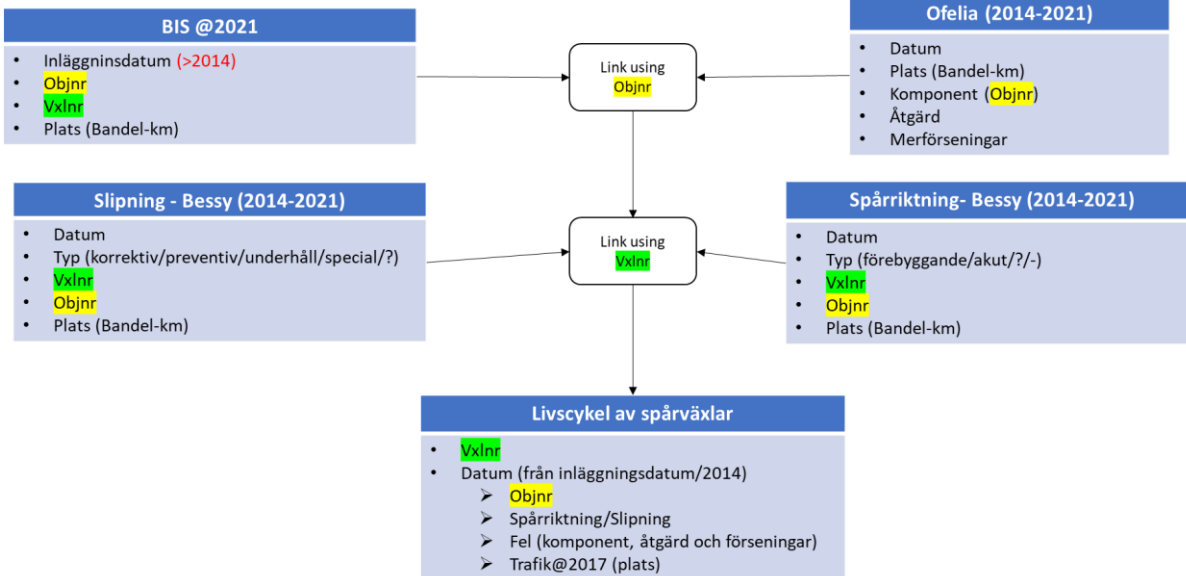 BIS @2021
• Inläggninsdatum (>2014)
• Objnr
• Vxlnr
• Plats (Bandel-km)
Link using
Objnr
Ofelia (2014-2021)
• Datum
• Plats (Bandel-km)
• Komponent (Objnr)
• Åtgärd
• Merförseningar
Slipning - Bessy (2014-2021)
• Datum
• Typ (korrektiv/preventiv/underhåll/special/?)
• Vxlnr
• Objnr
• Plats (Bandel-km)
Link using
Vxlnr
Spårriktning- Bessy (2014-2021)
• Datum
• Typ (förebyggande/akut/?/-)
• Vxlnr
• Objnr
• Plats (Bandel-km)
Livscykel av spårväxlar
• Vxlnr
• Datum (från inläggningsdatum/2014)
➢ Objnr
➢ Spårriktning/Slipning
➢ Fel (komponent, åtgärd och förseningar)
➢ Trafik@2017 (plats)